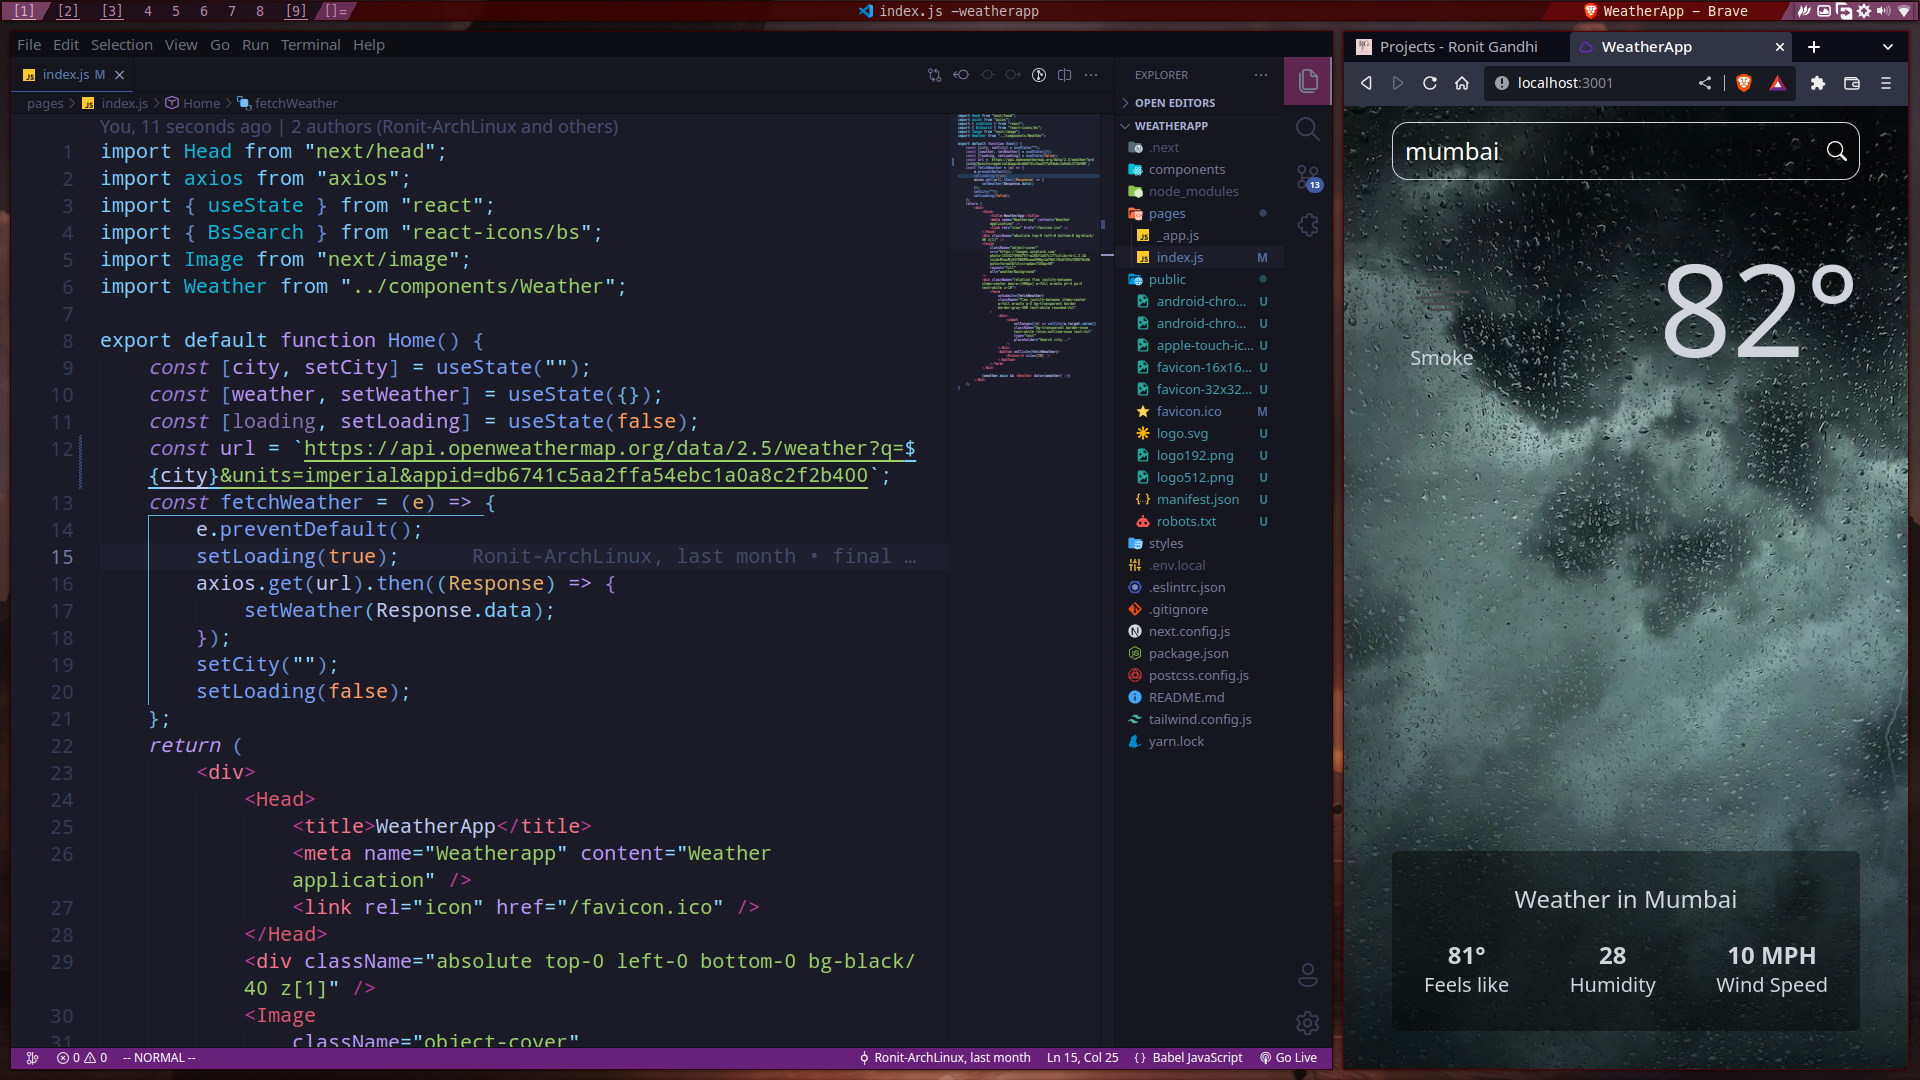 [1] [2] [3] 4 5 6 7 8 [9] []=
index.js —weatherapp
WeatherApp – Brave
File Edit Selection View Go Run Terminal Help
index.js M
pages > index.js > Home > fetchWeather
You, 11 seconds ago | 2 authors (Ronit-ArchLinux and others)
1 import Head from "next/head";
2 import axios from "axios";
3 import { useState } from "react";
4 import { BsSearch } from "react-icons/bs";
5 import Image from "next/image";
6 import Weather from "../components/Weather";
7
8 export default function Home() {
9 const [city, setCity] = useState("");
10 const [weather, setWeather] = useState({});
11 const [loading, setLoading] = useState(false);
12 const url = `https://api.openweathermap.org/data/2.5/weather?q=$
{city}&units=imperial&appid=db6741c5aa2ffa54ebc1a0a8c2f2b400`;
13 const fetchWeather = (e) => {
14 e.preventDefault();
15 setLoading(true); Ronit-ArchLinux, last month • final …
16 axios.get(url).then((Response) => {
17 setWeather(Response.data);
18 });
19 setCity("");
20 setLoading(false);
21 };
22 return (
23 <div>
24 <Head>
25 <title>WeatherApp</title>
26 <meta name="Weatherapp" content="Weather
application" />
27 <link rel="icon" href="/favicon.ico" />
28 </Head>
29 <div className="absolute top-0 left-0 bottom-0 bg-black/
40 z[1]" />
30 <Image
31 className="object-cover"
EXPLORER
OPEN EDITORS
WEATHERAPP
.next
components
node_modules
pages
_app.js
index.js M
public
android-chro... U
android-chro... U
apple-touch-ic... U
favicon-16x16... U
favicon-32x32... U
favicon.ico M
logo.svg U
logo192.png U
logo512.png U
manifest.json U
robots.txt U
styles
.env.local
.eslintrc.json
.gitignore
next.config.js
package.json
postcss.config.js
README.md
tailwind.config.js
yarn.lock
13
0 0 -- NORMAL --
Ronit-ArchLinux, last month Ln 15, Col 25 {} Babel JavaScript Go Live
Projects - Ronit Gandhi
WeatherApp
localhost:3001
mumbai
82°
Smoke
Weather in Mumbai
81° 28 10 MPH
Feels like Humidity Wind Speed